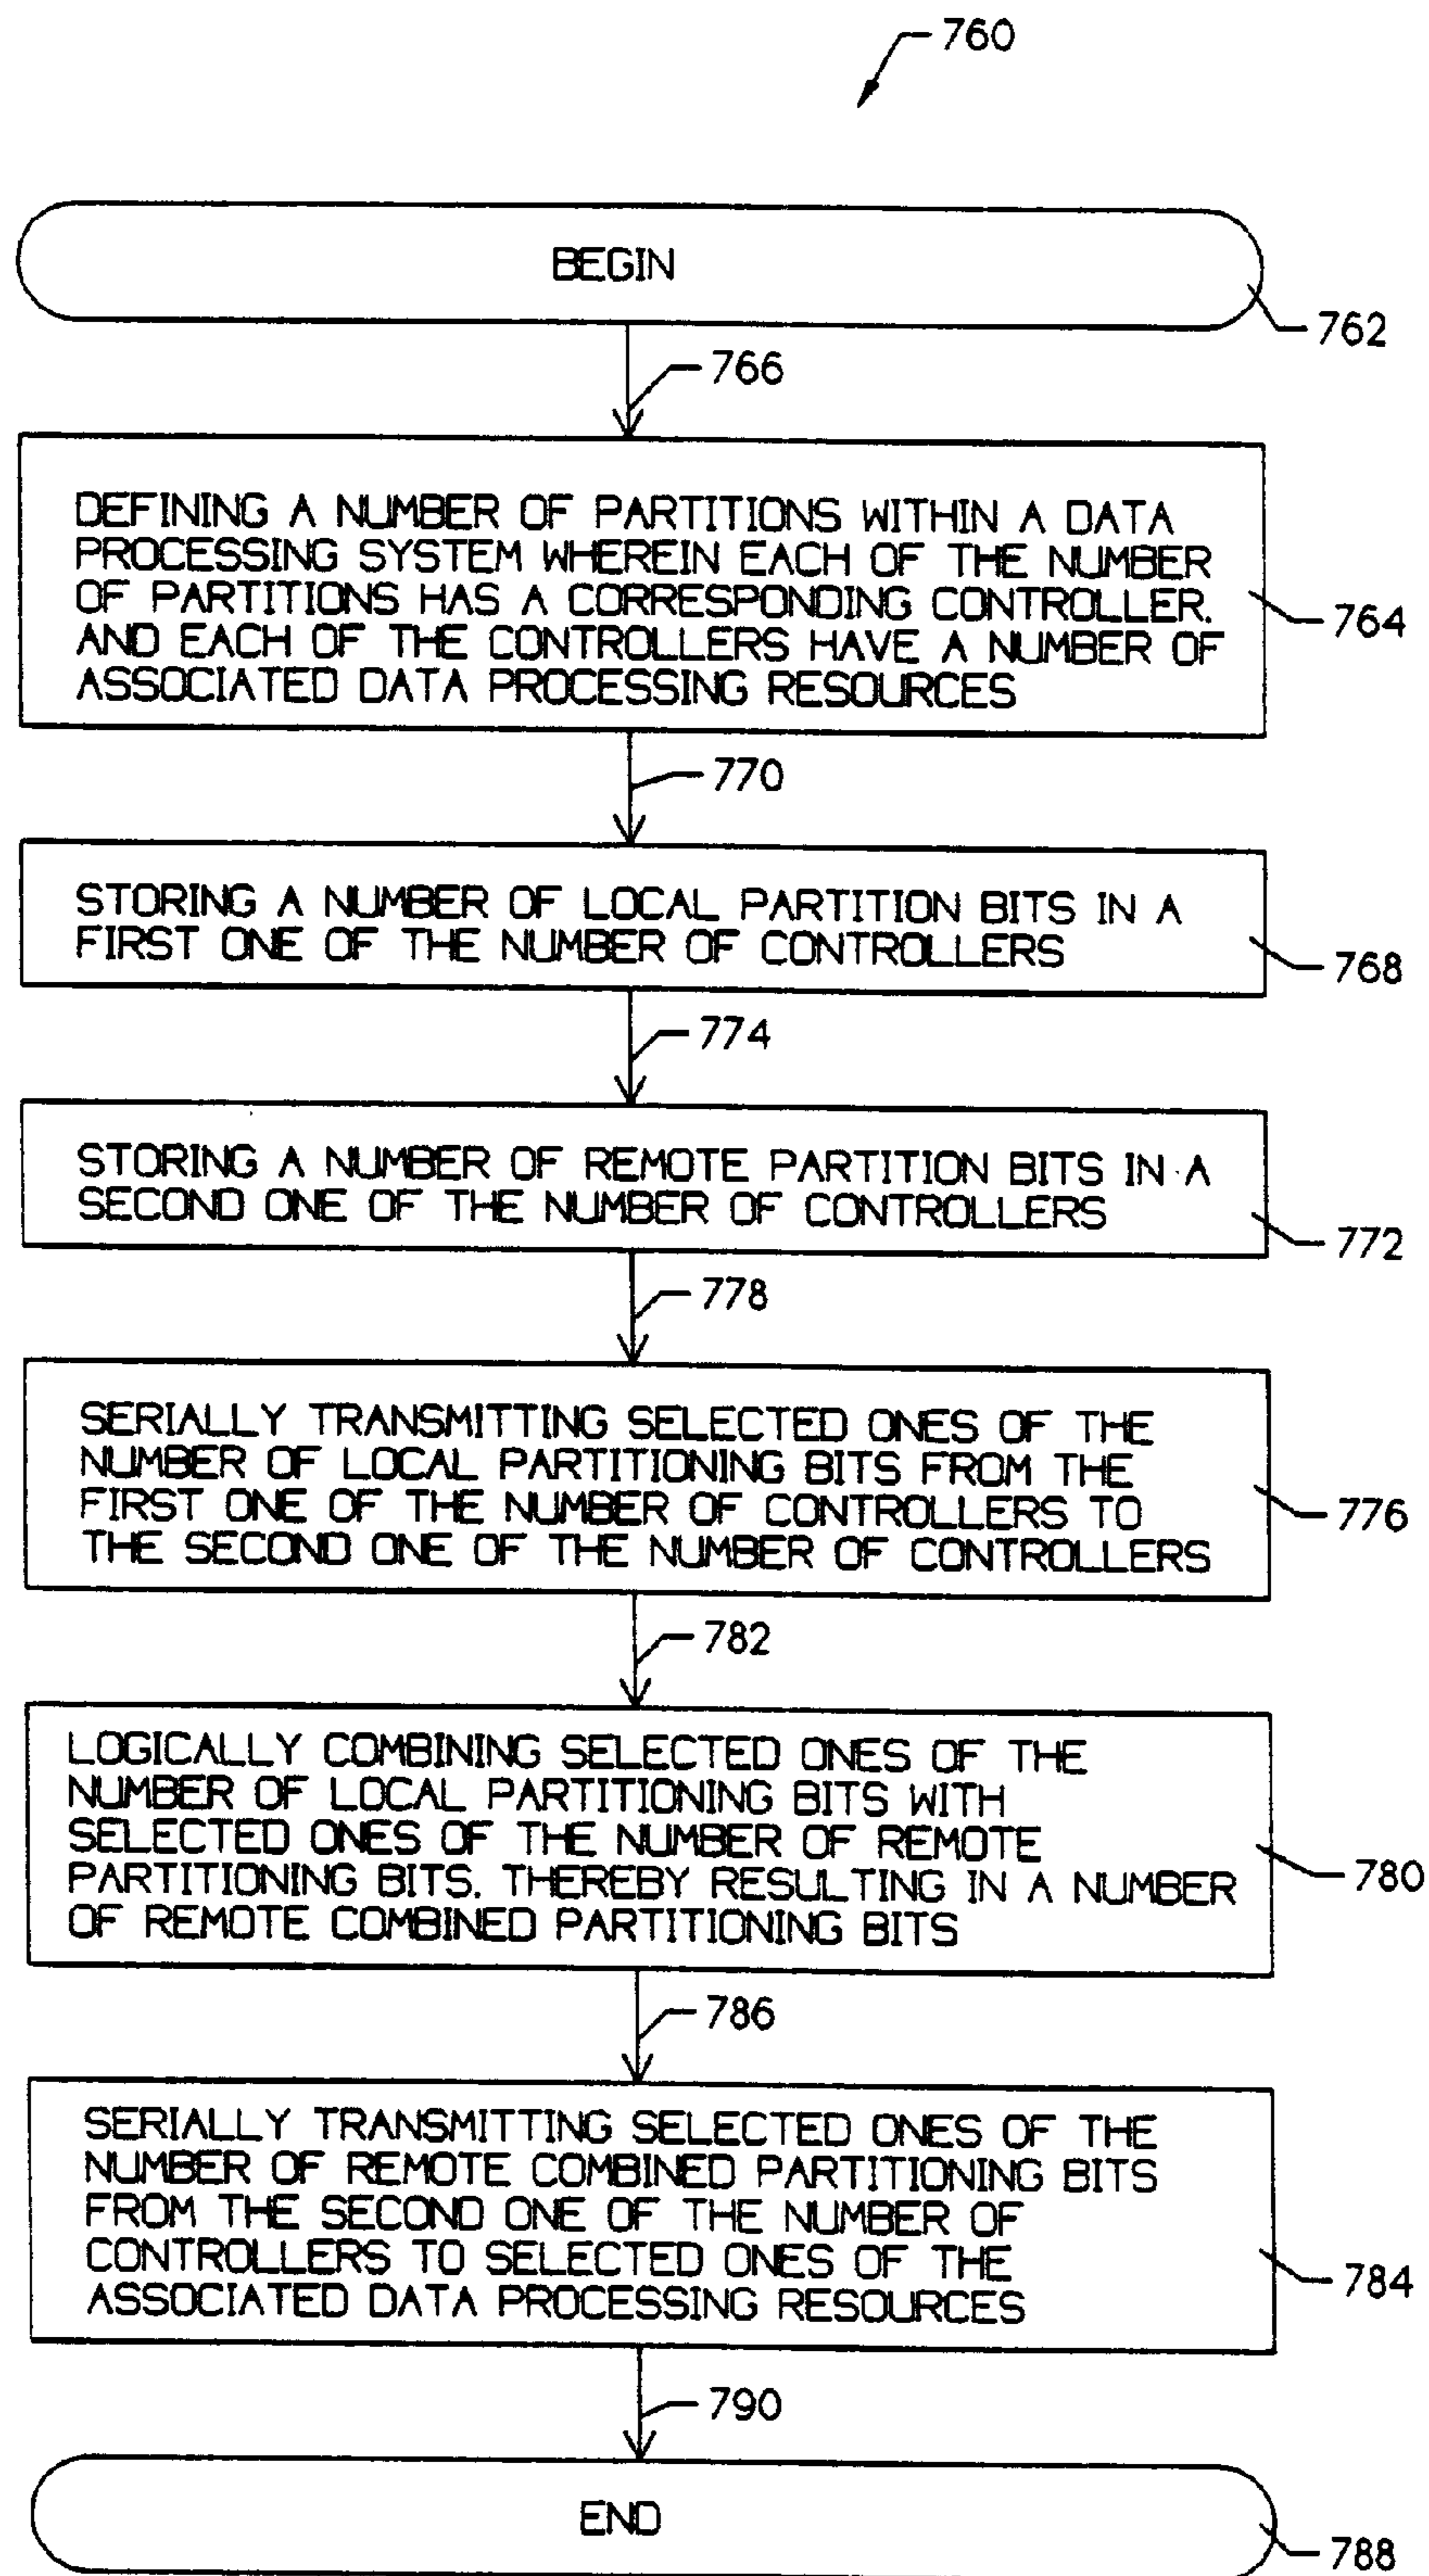 760
BEGIN
762
766
DEFINING A NUMBER OF PARTITIONS WITHIN A DATA
PROCESSING SYSTEM WHEREIN EACH OF THE NUMBER
OF PARTITIONS HAS A CORRESPONDING CONTROLLER.
AND EACH OF THE CONTROLLERS HAVE A NUMBER OF
ASSOCIATED DATA PROCESSING RESOURCES
764
770
STORING A NUMBER OF LOCAL PARTITION BITS IN A
FIRST ONE OF THE NUMBER OF CONTROLLERS
768
774
STORING A NUMBER OF REMOTE PARTITION BITS IN A
SECOND ONE OF THE NUMBER OF CONTROLLERS
772
778
SERIALLY TRANSMITTING SELECTED ONES OF THE
NUMBER OF LOCAL PARTITIONING BITS FROM THE
FIRST ONE OF THE NUMBER OF CONTROLLERS TO
THE SECOND ONE OF THE NUMBER OF CONTROLLERS
776
782
LOGICALLY COMBINING SELECTED ONES OF THE
NUMBER OF LOCAL PARTITIONING BITS WITH
SELECTED ONES OF THE NUMBER OF REMOTE
PARTITIONING BITS. THEREBY RESULTING IN A NUMBER
OF REMOTE COMBINED PARTITIONING BITS
780
786
SERIALLY TRANSMITTING SELECTED ONES OF THE
NUMBER OF REMOTE COMBINED PARTITIONING BITS
FROM THE SECOND ONE OF THE NUMBER OF
CONTROLLERS TO SELECTED ONES OF THE
ASSOCIATED DATA PROCESSING RESOURCES
784
790
END
788